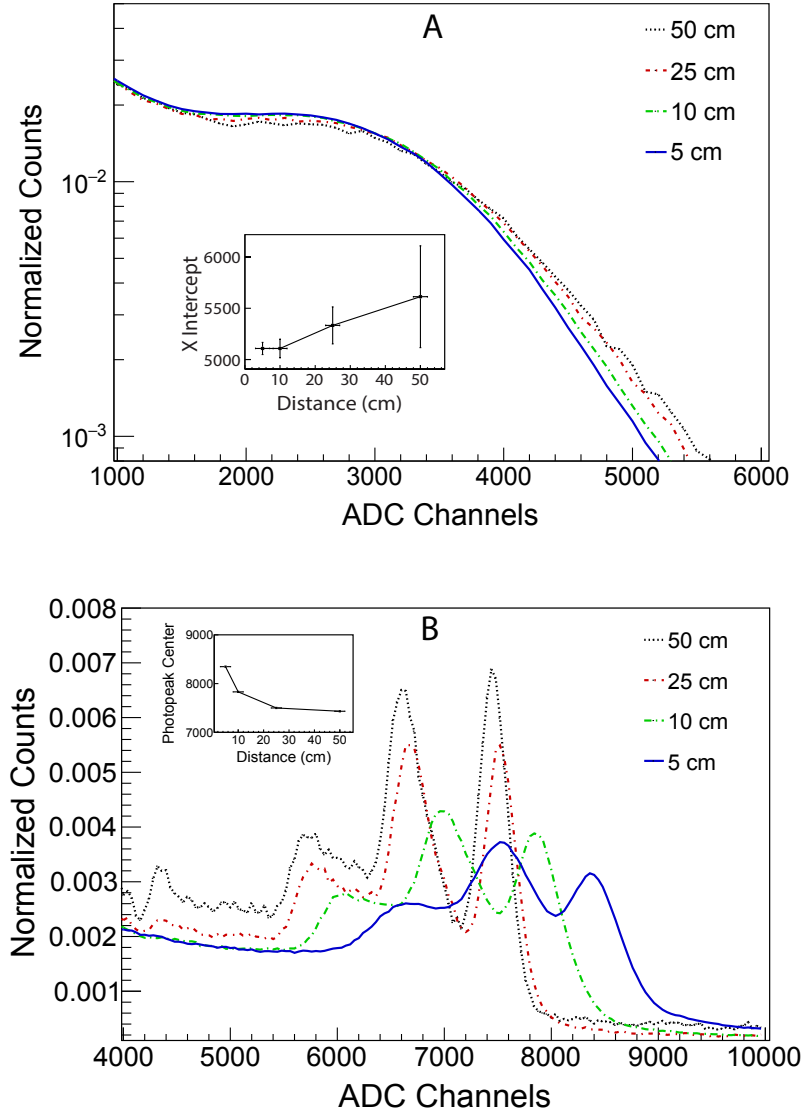 A
50 cm
25 cm
10 cm
5 cm
Normalized Counts
10⁻²
10⁻³
X Intercept
6000
5500
5000
0 10 20 30 40 50
Distance (cm)
1000 2000 3000 4000 5000 6000
ADC Channels
B
50 cm
25 cm
10 cm
5 cm
Normalized Counts
0.008
0.007
0.006
0.005
0.004
0.003
0.002
0.001
Photopeak Center
9000
8000
7000
10 20 30 40 50
Distance (cm)
4000 5000 6000 7000 8000 9000 10000
ADC Channels